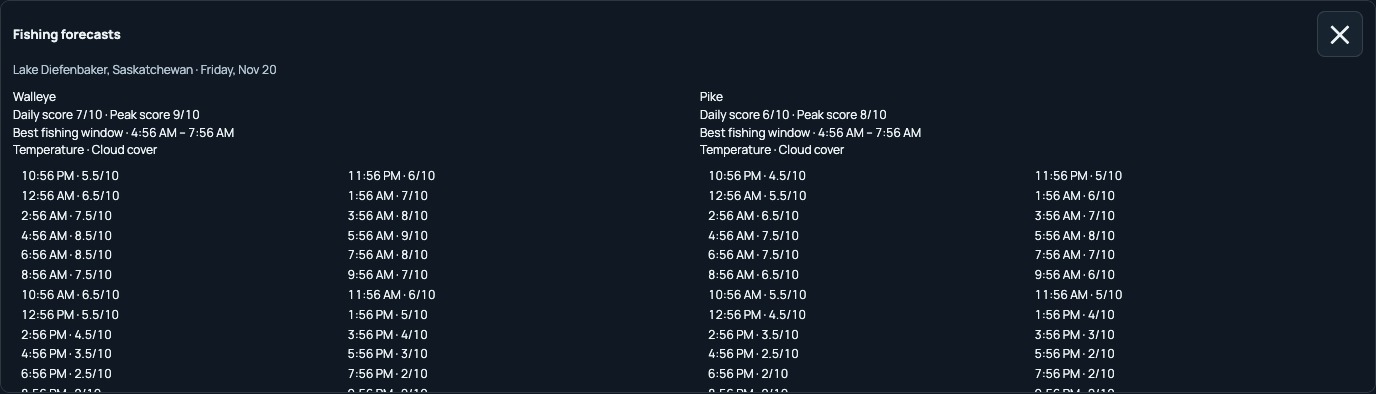 Fishing forecasts
Lake Diefenbaker, Saskatchewan · Friday, Nov 20
Walleye
Daily score 7/10 · Peak score 9/10
Best fishing window · 4:56 AM – 7:56 AM
Temperature · Cloud cover
10:56 PM · 5.5/10 11:56 PM · 6/10
12:56 AM · 6.5/10 1:56 AM · 7/10
2:56 AM · 7.5/10 3:56 AM · 8/10
4:56 AM · 8.5/10 5:56 AM · 9/10
6:56 AM · 8.5/10 7:56 AM · 8/10
8:56 AM · 7.5/10 9:56 AM · 7/10
10:56 AM · 6.5/10 11:56 AM · 6/10
12:56 PM · 5.5/10 1:56 PM · 5/10
2:56 PM · 4.5/10 3:56 PM · 4/10
4:56 PM · 3.5/10 5:56 PM · 3/10
6:56 PM · 2.5/10 7:56 PM · 2/10
Pike
Daily score 6/10 · Peak score 8/10
Best fishing window · 4:56 AM – 7:56 AM
Temperature · Cloud cover
10:56 PM · 4.5/10 11:56 PM · 5/10
12:56 AM · 5.5/10 1:56 AM · 6/10
2:56 AM · 6.5/10 3:56 AM · 7/10
4:56 AM · 7.5/10 5:56 AM · 8/10
6:56 AM · 7.5/10 7:56 AM · 7/10
8:56 AM · 6.5/10 9:56 AM · 6/10
10:56 AM · 5.5/10 11:56 AM · 5/10
12:56 PM · 4.5/10 1:56 PM · 4/10
2:56 PM · 3.5/10 3:56 PM · 3/10
4:56 PM · 2.5/10 5:56 PM · 2/10
6:56 PM · 2/10 7:56 PM · 2/10